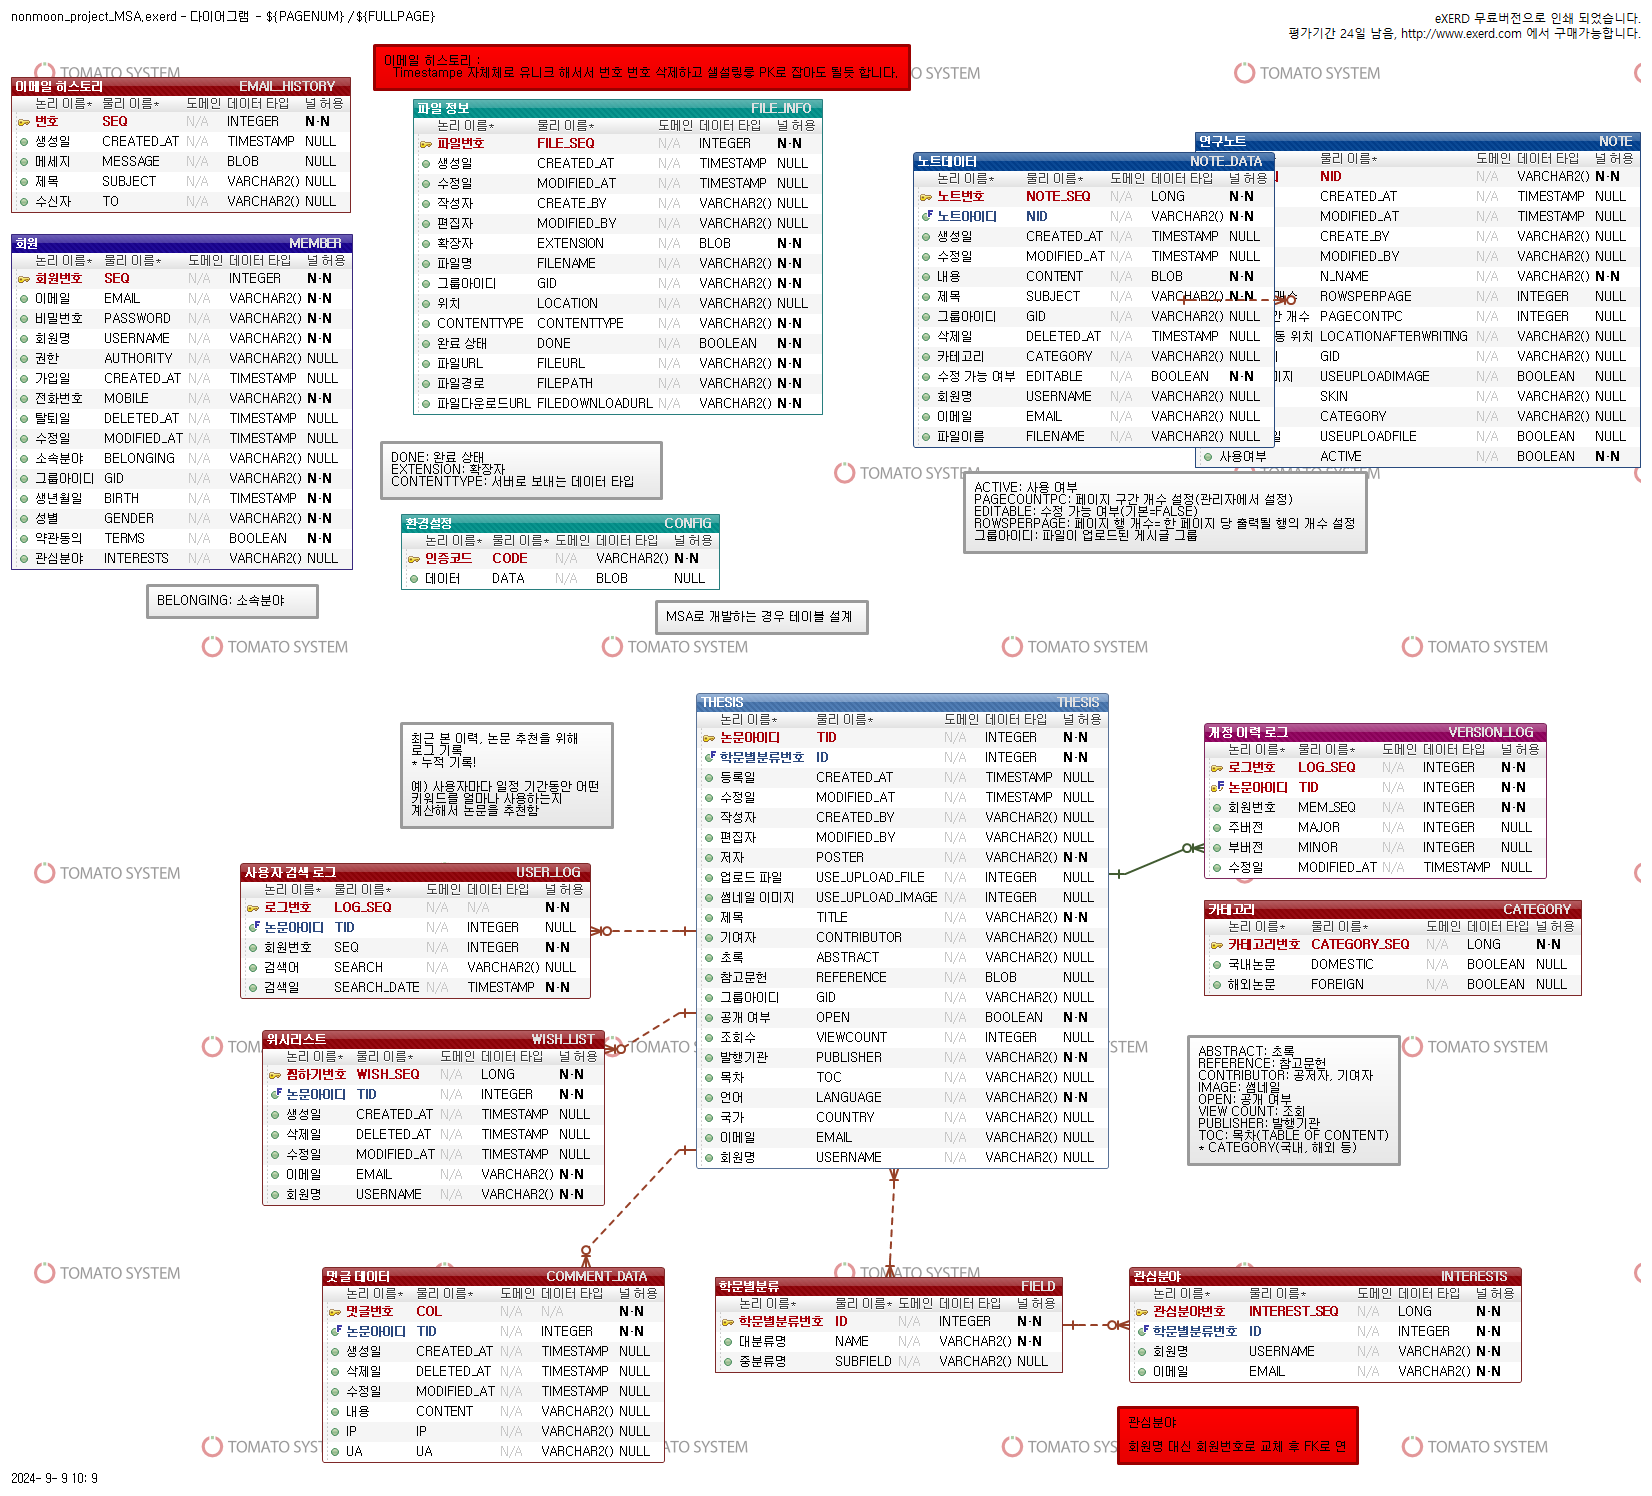 nonmoon_project_MSA.exerd - 다이어그램 - ${PAGENUM} / ${FULLPAGE}
eXERD 무료버전으로 인쇄 되었습니다.
평가기간 24일 남음, http://www.exerd.com 에서 구매가능합니다.
이메일 히스토리 :
Timestampe 자체체로 유니크 해서서 번호 번호 삭제하고 생성일을 PK로 잡아도 될듯 합니다.
이메일 히스토리 EMAIL_HISTORY
논리 이름* 물리 이름* 도메인 데이터 타입 널 허용
번호 SEQ N/A INTEGER N-N
생성일 CREATED_AT N/A TIMESTAMP NULL
메세지 MESSAGE N/A BLOB NULL
제목 SUBJECT N/A VARCHAR2() NULL
수신자 TO N/A VARCHAR2() NULL
회원 MEMBER
논리 이름* 물리 이름* 도메인 데이터 타입 널 허용
회원번호 SEQ N/A INTEGER N-N
이메일 EMAIL N/A VARCHAR2() N-N
비밀번호 PASSWORD N/A VARCHAR2() N-N
회원명 USERNAME N/A VARCHAR2() N-N
권한 AUTHORITY N/A VARCHAR2() NULL
가입일 CREATED_AT N/A TIMESTAMP NULL
전화번호 MOBILE N/A VARCHAR2() N-N
탈퇴일 DELETED_AT N/A TIMESTAMP NULL
수정일 MODIFIED_AT N/A TIMESTAMP NULL
소속분야 BELONGING N/A VARCHAR2() NULL
그룹아이디 GID N/A VARCHAR2() N-N
생년월일 BIRTH N/A TIMESTAMP N-N
성별 GENDER N/A VARCHAR2() N-N
약관동의 TERMS N/A BOOLEAN N-N
관심분야 INTERESTS N/A VARCHAR2() NULL
BELONGING: 소속분야
파일 정보 FILE_INFO
논리 이름* 물리 이름* 도메인 데이터 타입 널 허용
파일번호 FILE_SEQ N/A INTEGER N-N
생성일 CREATED_AT N/A TIMESTAMP NULL
수정일 MODIFIED_AT N/A TIMESTAMP NULL
작성자 CREATE_BY N/A VARCHAR2() NULL
편집자 MODIFIED_BY N/A VARCHAR2() N-N
확장자 EXTENSION N/A BLOB N-N
파일명 FILENAME N/A VARCHAR2() N-N
그룹아이디 GID N/A VARCHAR2() N-N
위치 LOCATION N/A VARCHAR2() NULL
CONTENTTYPE CONTENTTYPE N/A VARCHAR2() N-N
완료 상태 DONE N/A BOOLEAN N-N
파일URL FILEURL N/A VARCHAR2() N-N
파일경로 FILEPATH N/A VARCHAR2() N-N
파일다운로드URL FILEDOWNLOADURL N/A VARCHAR2() N-N
DONE: 완료 상태
EXTENSION: 확장자
CONTENTTYPE: 서버로 보내는 데이터 타입
환경설정 CONFIG
논리 이름* 물리 이름* 도메인 데이터 타입 널 허용
인증코드 CODE N/A VARCHAR2() N-N
데이터 DATA N/A BLOB NULL
MSA로 개발하는 경우 테이블 설계
노트데이터 NOTE_DATA
논리 이름* 물리 이름* 도메인 데이터 타입 널 허용
노트번호 NOTE_SEQ N/A LONG N-N
노트아이디 NID N/A VARCHAR2() N-N
생성일 CREATED_AT N/A TIMESTAMP NULL
수정일 MODIFIED_AT N/A TIMESTAMP NULL
내용 CONTENT N/A BLOB N-N
제목 SUBJECT N/A VARCHAR2() N-N
그룹아이디 GID N/A VARCHAR2() N-N
삭제일 DELETED_AT N/A TIMESTAMP NULL
카테고리 CATEGORY N/A VARCHAR2() NULL
수정 가능 여부 EDITABLE N/A BOOLEAN N-N
회원명 USERNAME N/A VARCHAR2() NULL
이메일 EMAIL N/A VARCHAR2() NULL
파일이름 FILENAME N/A VARCHAR2() NULL
연구노트 NOTE
물리 이름* 도메인 데이터 타입 널 허용
NID N/A VARCHAR2() N-N
CREATED_AT N/A TIMESTAMP NULL
MODIFIED_AT N/A TIMESTAMP NULL
CREATE_BY N/A VARCHAR2() NULL
MODIFIED_BY N/A VARCHAR2() NULL
N_NAME N/A VARCHAR2() N-N
개수 ROWSPERPAGE N/A INTEGER NULL
간 개수 PAGECONTPC N/A INTEGER NULL
동 위치 LOCATIONAFTERWRITING N/A VARCHAR2() NULL
GID N/A VARCHAR2() NULL
미지 USEUPLOADIMAGE N/A BOOLEAN NULL
SKIN N/A VARCHAR2() NULL
CATEGORY N/A VARCHAR2() NULL
일 USEUPLOADFILE N/A BOOLEAN NULL
사용여부 ACTIVE N/A BOOLEAN N-N
ACTIVE: 사용 여부
PAGECOUNTPC: 페이지 구간 개수 설정(관리자에서 설정)
EDITABLE: 수정 가능 여부(기본=FALSE)
ROWSPERPAGE: 페이지 행 개수= 한 페이지 당 출력될 행의 개수 설정
그룹아이디: 파일이 업로드된 게시글 그룹
최근 본 이력, 논문 추천을 위해
로그 기록
* 누적 기록!
예) 사용자마다 일정 기간동안 어떤
키워드를 얼마나 사용하는지
계산해서 논문을 추천함
THESIS THESIS
논리 이름* 물리 이름* 도메인 데이터 타입 널 허용
논문아이디 TID N/A INTEGER N-N
학문별분류번호 ID N/A INTEGER N-N
등록일 CREATED_AT N/A TIMESTAMP NULL
수정일 MODIFIED_AT N/A TIMESTAMP NULL
작성자 CREATED_BY N/A VARCHAR2() NULL
편집자 MODIFIED_BY N/A VARCHAR2() NULL
저자 POSTER N/A VARCHAR2() N-N
업로드 파일 USE_UPLOAD_FILE N/A INTEGER NULL
썸네일 이미지 USE_UPLOAD_IMAGE N/A INTEGER NULL
제목 TITLE N/A VARCHAR2() N-N
기여자 CONTRIBUTOR N/A VARCHAR2() NULL
초록 ABSTRACT N/A VARCHAR2() NULL
참고문헌 REFERENCE N/A BLOB NULL
그룹아이디 GID N/A VARCHAR2() NULL
공개 여부 OPEN N/A BOOLEAN N-N
조회수 VIEWCOUNT N/A INTEGER NULL
발행기관 PUBLISHER N/A VARCHAR2() N-N
목차 TOC N/A VARCHAR2() NULL
언어 LANGUAGE N/A VARCHAR2() N-N
국가 COUNTRY N/A VARCHAR2() NULL
이메일 EMAIL N/A VARCHAR2() NULL
회원명 USERNAME N/A VARCHAR2() NULL
개정 이력 로그 VERSION_LOG
논리 이름* 물리 이름* 도메인 데이터 타입 널 허용
로그번호 LOG_SEQ N/A INTEGER N-N
논문아이디 TID N/A INTEGER N-N
회원번호 MEM_SEQ N/A INTEGER N-N
주버전 MAJOR N/A INTEGER NULL
부버전 MINOR N/A INTEGER NULL
수정일 MODIFIED_AT N/A TIMESTAMP NULL
카테고리 CATEGORY
논리 이름* 물리 이름* 도메인 데이터 타입 널 허용
카테고리번호 CATEGORY_SEQ N/A LONG N-N
국내논문 DOMESTIC N/A BOOLEAN NULL
해외논문 FOREIGN N/A BOOLEAN NULL
ABSTRACT: 초록
REFERENCE: 참고문헌
CONTRIBUTOR: 공저자, 기여자
IMAGE: 썸네일
OPEN: 공개 여부
VIEW COUNT: 조회
PUBLISHER: 발행기관
TOC: 목차(TABLE OF CONTENT)
* CATEGORY(국내, 해외 등)
사용자 검색 로그 USER_LOG
논리 이름* 물리 이름* 도메인 데이터 타입 널 허용
로그번호 LOG_SEQ N/A N/A N-N
논문아이디 TID N/A INTEGER NULL
회원번호 SEQ N/A INTEGER N-N
검색어 SEARCH N/A VARCHAR2() NULL
검색일 SEARCH_DATE N/A TIMESTAMP N-N
위시리스트 WISH_LIST
논리 이름* 물리 이름* 도메인 데이터 타입 널 허용
찜하기번호 WISH_SEQ N/A LONG N-N
논문아이디 TID N/A INTEGER N-N
생성일 CREATED_AT N/A TIMESTAMP NULL
삭제일 DELETED_AT N/A TIMESTAMP NULL
수정일 MODIFIED_AT N/A TIMESTAMP NULL
이메일 EMAIL N/A VARCHAR2() N-N
회원명 USERNAME N/A VARCHAR2() N-N
댓글 데이터 COMMENT_DATA
논리 이름* 물리 이름* 도메인 데이터 타입 널 허용
댓글번호 COL N/A N/A N-N
논문아이디 TID N/A INTEGER N-N
생성일 CREATED_AT N/A TIMESTAMP NULL
삭제일 DELETED_AT N/A TIMESTAMP NULL
수정일 MODIFIED_AT N/A TIMESTAMP NULL
내용 CONTENT N/A VARCHAR2() NULL
IP IP N/A VARCHAR2() NULL
UA UA N/A VARCHAR2() NULL
학문별분류 FIELD
논리 이름* 물리 이름* 도메인 데이터 타입 널 허용
학문별분류번호 ID N/A INTEGER N-N
대분류명 NAME N/A VARCHAR2() N-N
중분류명 SUBFIELD N/A VARCHAR2() NULL
관심분야 INTERESTS
논리 이름* 물리 이름* 도메인 데이터 타입 널 허용
관심분야번호 INTEREST_SEQ N/A LONG N-N
학문별분류번호 ID N/A INTEGER N-N
회원명 USERNAME N/A VARCHAR2() N-N
이메일 EMAIL N/A VARCHAR2() N-N
관심분야
회원명 대신 회원번호로 교체 후 FK로 연
TOMATO SYSTEM
2024- 9- 9 10: 9